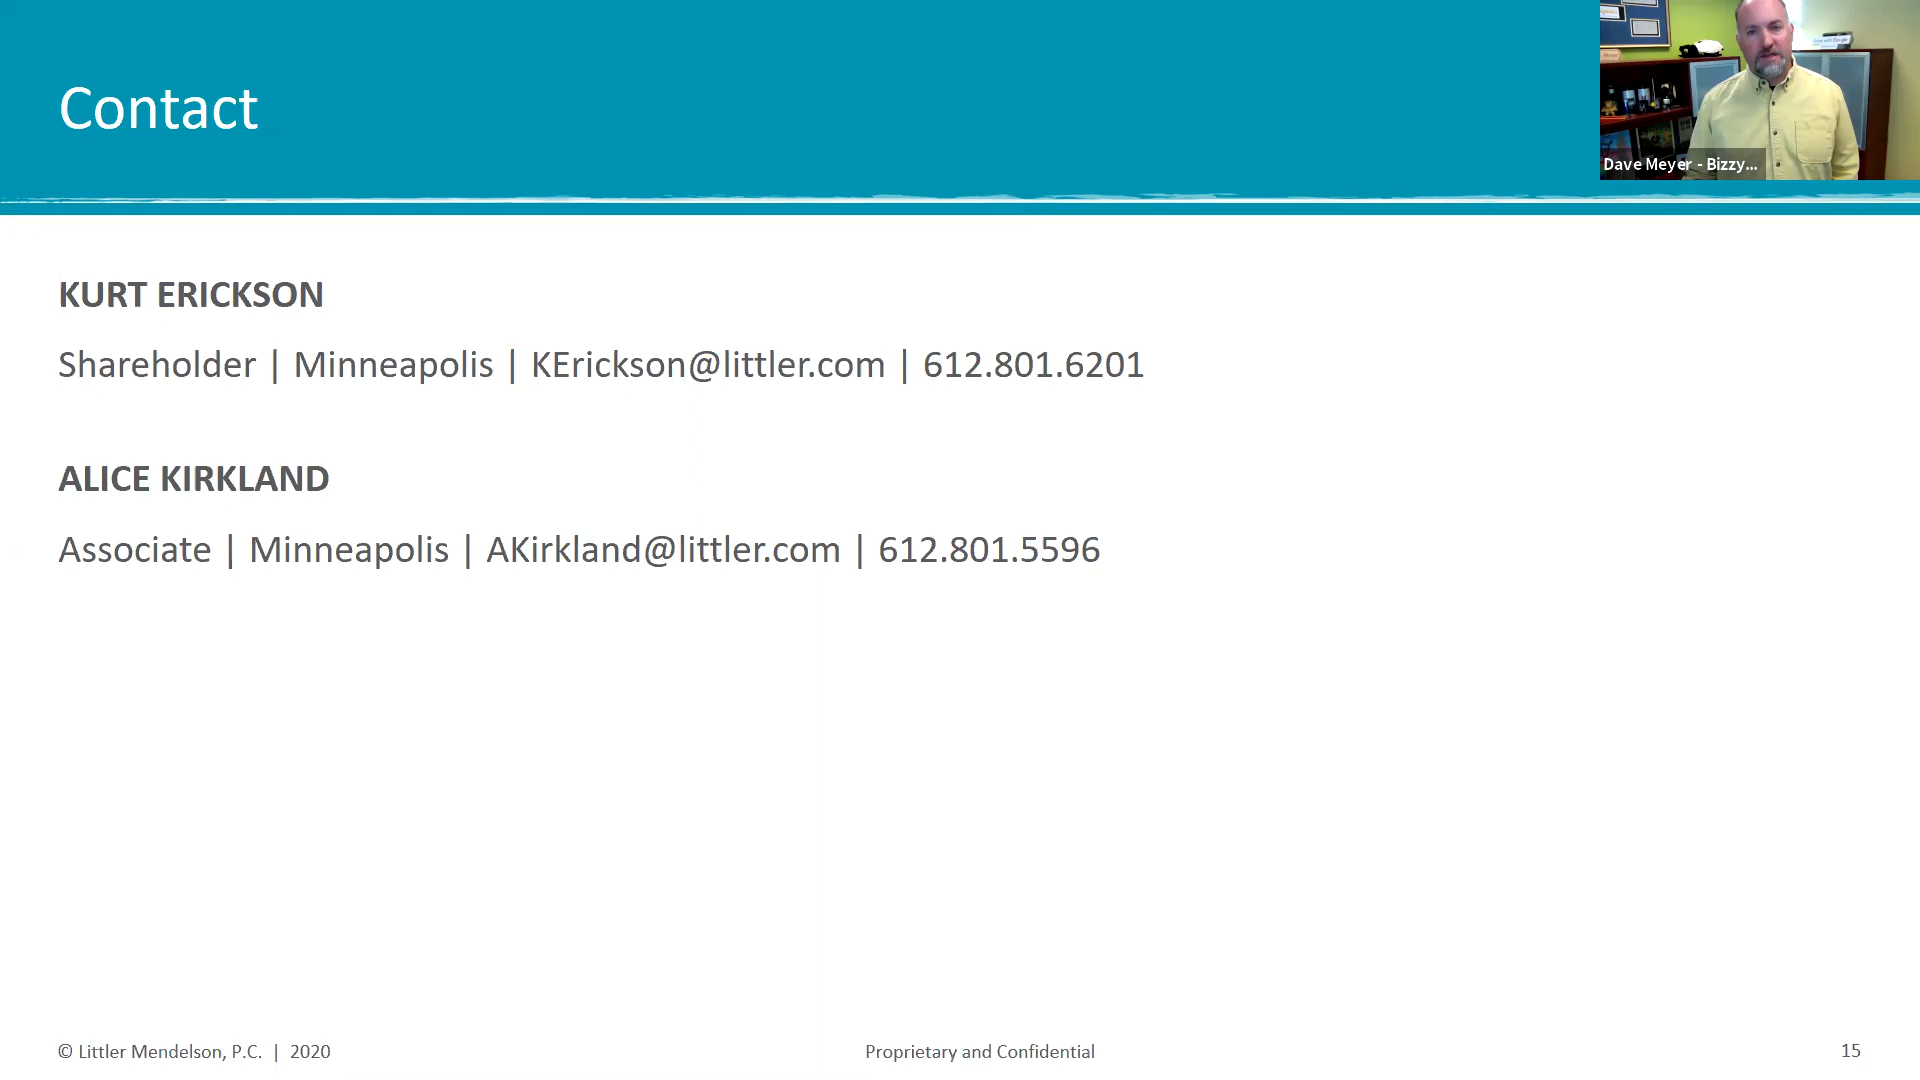 Contact
Dave Meyer - Bizzy...
KURT ERICKSON
Shareholder | Minneapolis | KErickson@littler.com | 612.801.6201
ALICE KIRKLAND
Associate | Minneapolis | AKirkland@littler.com | 612.801.5596
© Littler Mendelson, P.C. | 2020
Proprietary and Confidential
15